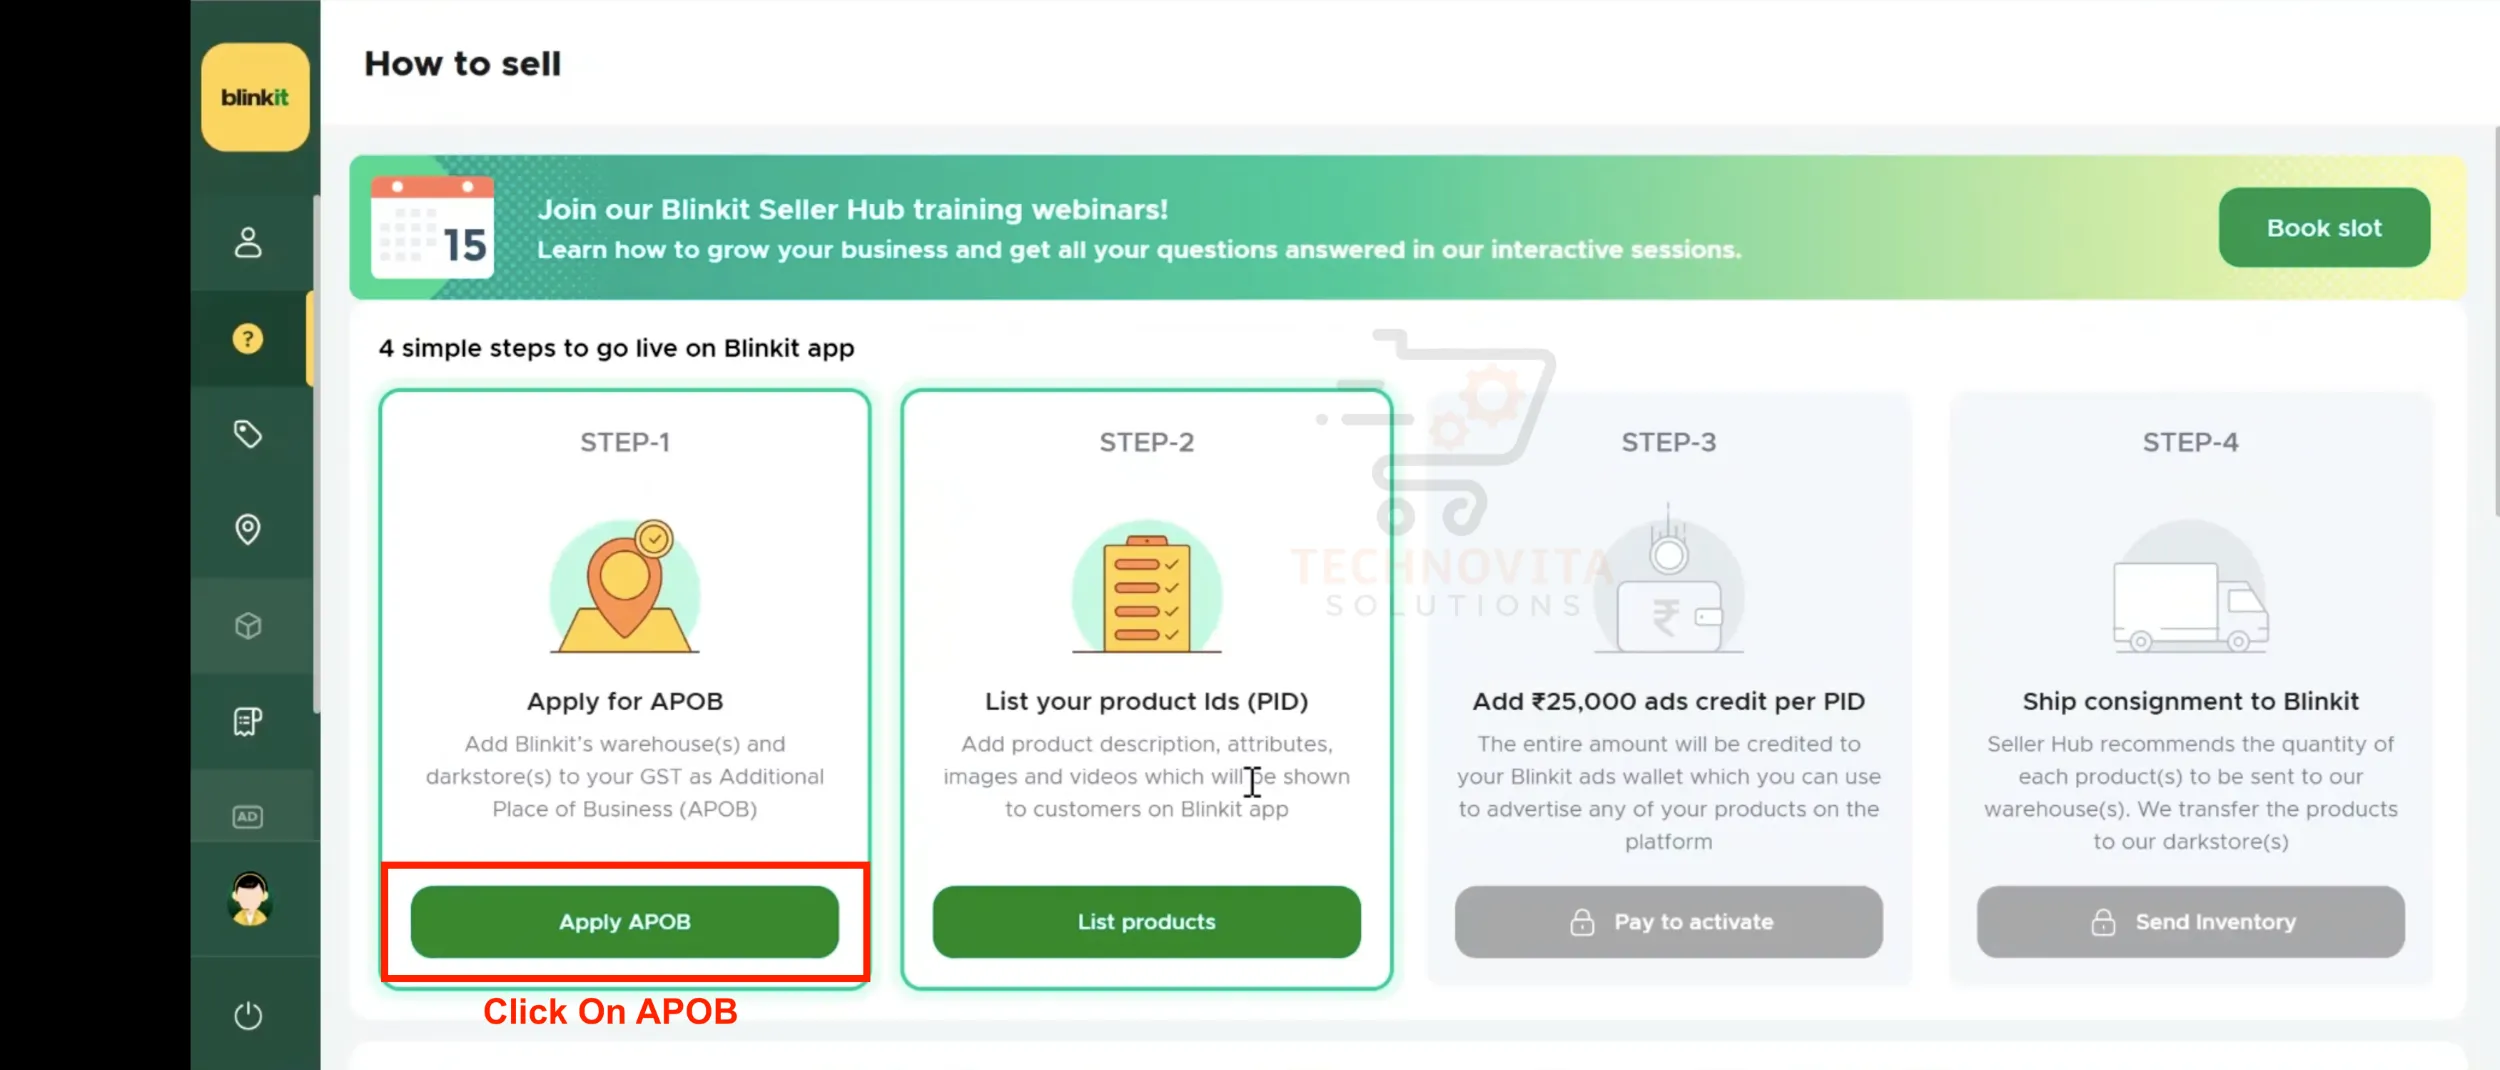 How to sell
blinkit
15
Join our Blinkit Seller Hub training webinars!
Learn how to grow your business and get all your questions answered in our interactive sessions.
Book slot
?
4 simple steps to go live on Blinkit app
STEP-1
Apply for APOB
Add Blinkit's warehouse(s) and
darkstore(s) to your GST as Additional
Place of Business (APOB)
Apply APOB
Click On APOB
STEP-2
List your product Ids (PID)
Add product description, attributes,
images and videos which will be shown
to customers on Blinkit app
List products
TECHNOVITA
SOLUTIONS
STEP-3
₹
Add ₹25,000 ads credit per PID
The entire amount will be credited to
your Blinkit ads wallet which you can use
to advertise any of your products on the
platform
Pay to activate
STEP-4
Ship consignment to Blinkit
Seller Hub recommends the quantity of
each product(s) to be sent to our
warehouse(s). We transfer the products
to our darkstore(s)
Send Inventory
AD